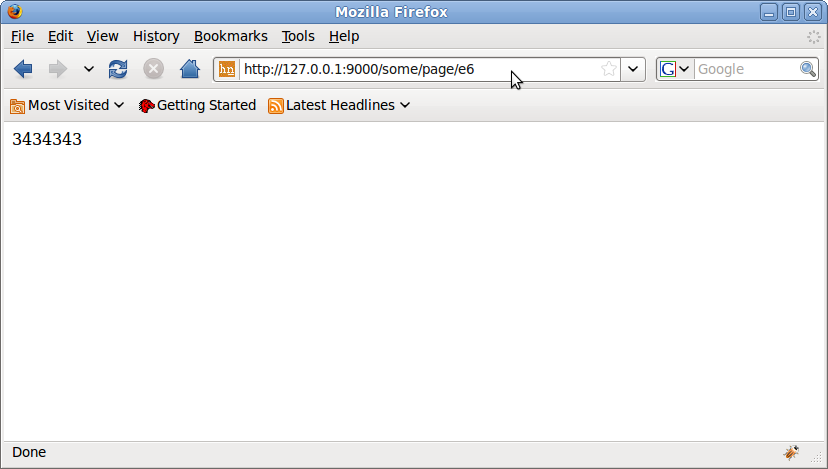 Mozilla Firefox
File Edit View History Bookmarks Tools Help
hn http://127.0.0.1:9000/some/page/e6 G Google
Most Visited Getting Started Latest Headlines
3434343
Done